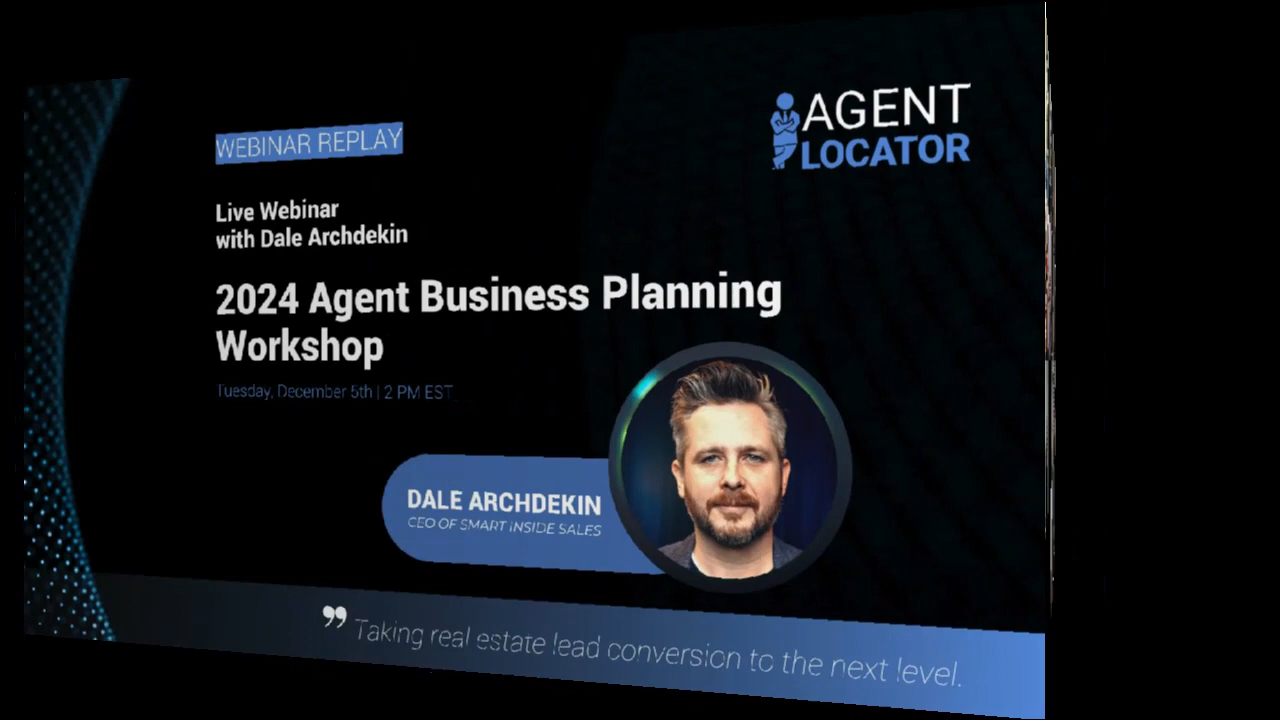 WEBINAR REPLAY
AGENT
LOCATOR
Live Webinar
with Dale Archdekin
2024 Agent Business Planning
Workshop
Tuesday, December 5th | 2 PM EST
DALE ARCHDEKIN
CEO OF SMART INSIDE SALES
” Taking real estate lead conversion to the next level.